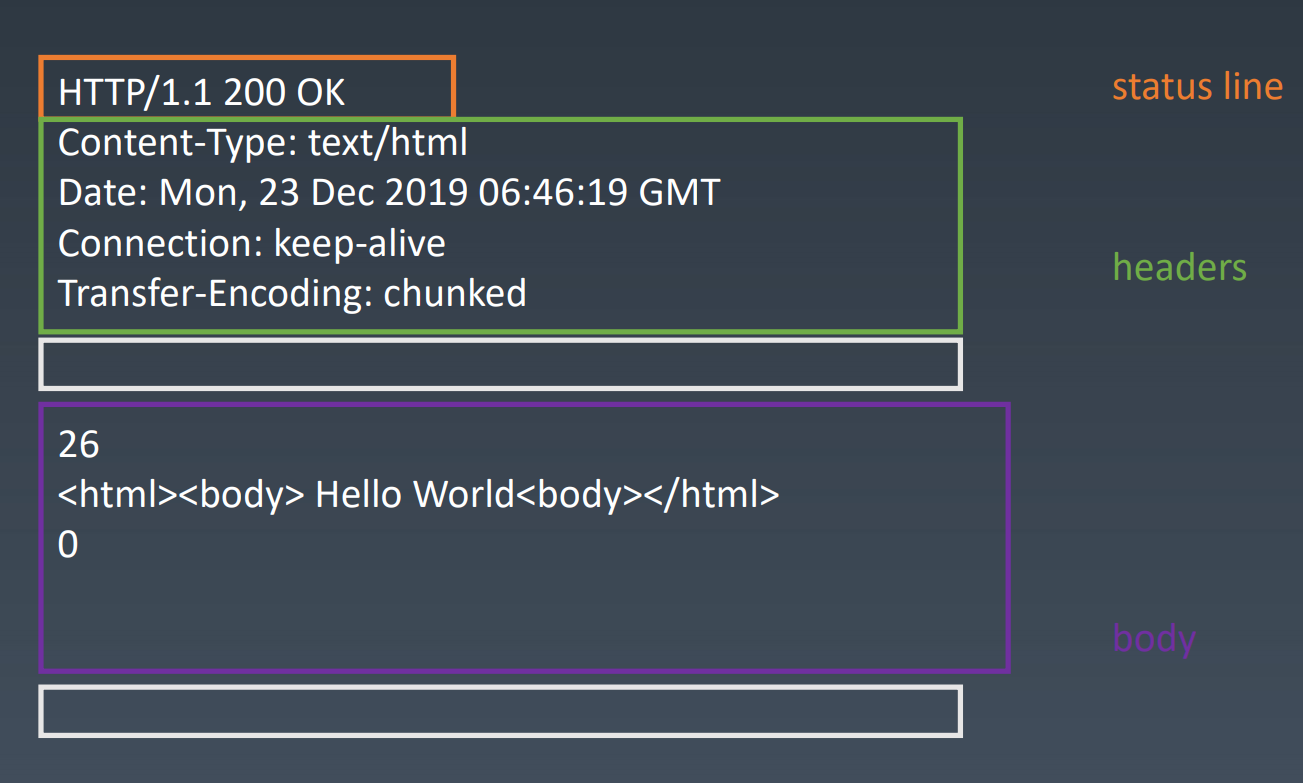 HTTP/1.1 200 OK
status line
Content-Type: text/html
Date: Mon, 23 Dec 2019 06:46:19 GMT
Connection: keep-alive
Transfer-Encoding: chunked
headers
26
<html><body> Hello World<body></html>
0
body